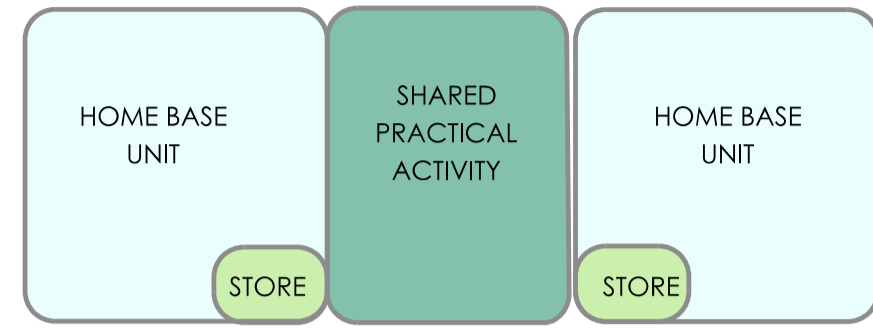 HOME BASE
UNIT
STORE
SHARED
PRACTICAL
ACTIVITY
HOME BASE
UNIT
STORE